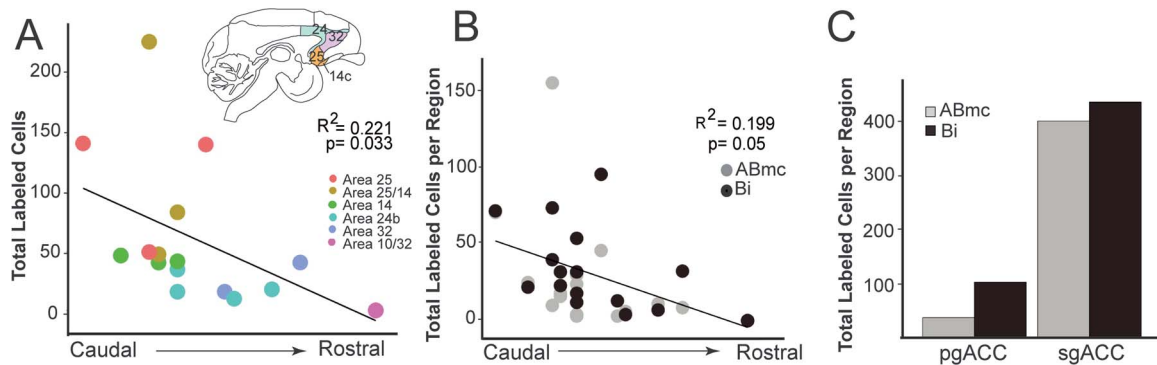 A
Total Labeled Cells
200
150
100
50
0
24
32
25
14c
R2= 0.221
p= 0.033
Area 25
Area 25/14
Area 14
Area 24b
Area 32
Area 10/32
Caudal
Rostral
B
Total Labeled Cells per Region
150
100
50
0
R2= 0.199
p= 0.05
ABmc
Bi
Caudal
Rostral
C
Total Labeled Cells per Region
400
300
200
100
ABmc
Bi
pgACC
sgACC